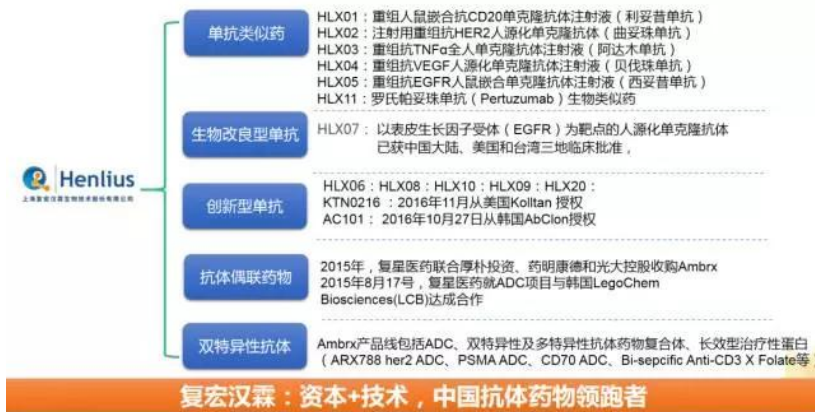 单抗类似药
HLX01：重组人鼠嵌合抗CD20单克隆抗体注射液（利妥昔单抗）
HLX02：注射用重组抗HER2人源化单克隆抗体（曲妥珠单抗）
HLX03：重组抗TNFα全人单克隆抗体注射液（阿达木单抗）
HLX04：重组抗VEGF人源化单克隆抗体注射液（贝伐珠单抗）
HLX05：重组抗EGFR人鼠嵌合单克隆抗体注射液（西妥昔单抗）
HLX11：罗氏帕妥珠单抗（Pertuzumab）生物类似药
生物改良型单抗
HLX07：以表皮生长因子受体（EGFR）为靶点的人源化单克隆抗体
已获中国大陆、美国和台湾三地临床批准，
Henlius
上海复宏汉霖生物技术股份有限公司
创新型单抗
HLX06：HLX08：HLX10：HLX09：HLX20：
KTN0216：2016年11月从美国Kolltan 授权
AC101：2016年10月27日从韩国AbClon授权
抗体偶联药物
2015年，复星医药联合厚朴投资、药明康德和光大控股收购Ambrx
2015年8月17号，复星医药就ADC项目与韩国LegoChem
Biosciences(LCB)达成合作
双特异性抗体
Ambrx产品线包括ADC、双特异性及多特异性抗体药物复合体、长效型治疗性蛋白
（ARX788 her2 ADC、PSMA ADC、CD70 ADC、Bi-sepcific Anti-CD3 X Folate等）
复宏汉霖：资本+技术，中国抗体药物领跑者